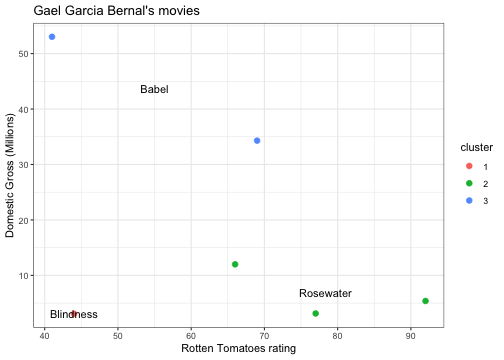 Gael Garcia Bernal's movies
Domestic Gross (Millions)
50
40
30
20
10
Babel
Rosewater
Blindness
40
50
60
70
80
90
Rotten Tomatoes rating
cluster
1
2
3